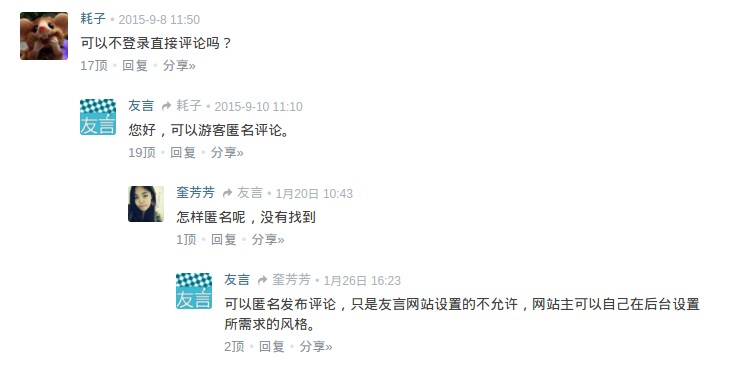 耗子 • 2015-9-8 11:50
可以不登录直接评论吗？
17顶 • 回复 • 分享»
友言
友言 耗子 • 2015-9-10 11:10
您好，可以游客匿名评论。
19顶 • 回复 • 分享»
奎芳芳 友言 • 1月20日 10:43
怎样匿名呢，没有找到
1顶 • 回复 • 分享»
友言
友言 奎芳芳 • 1月26日 16:23
可以匿名发布评论，只是友言网站设置的不允许，网站主可以自己在后台设置
所需求的风格。
2顶 • 回复 • 分享»